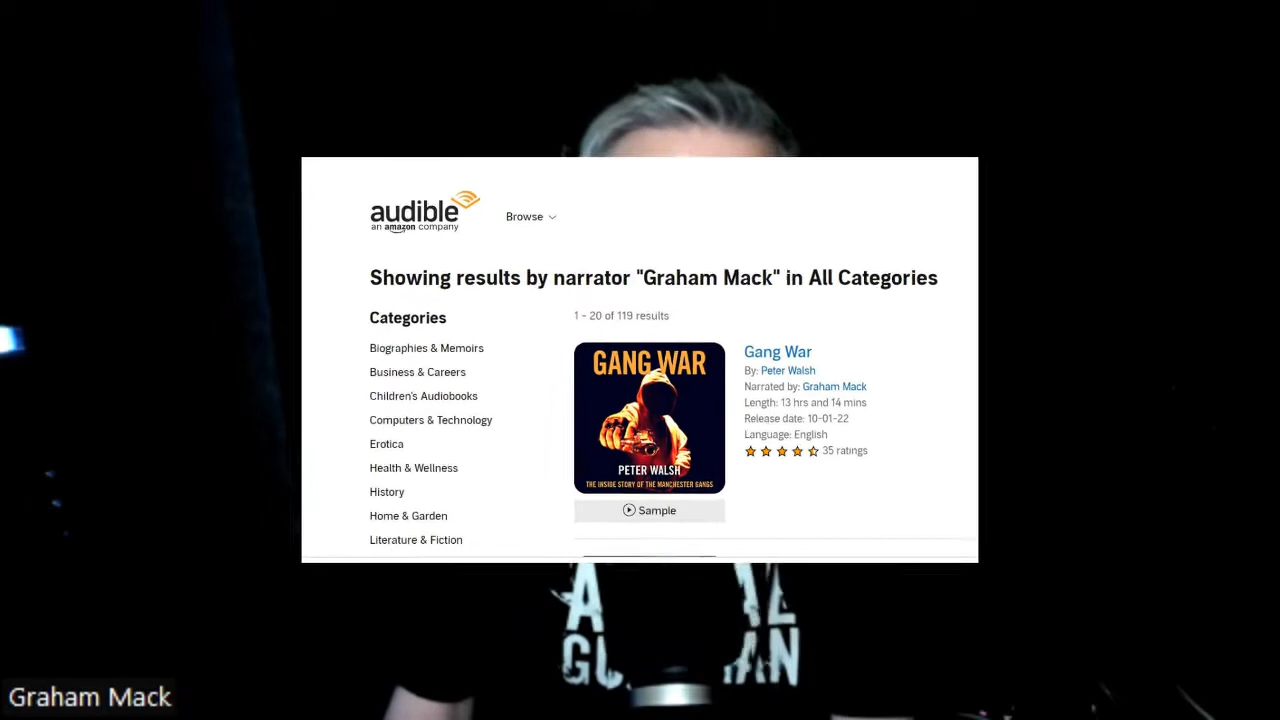 audible
an amazon company
Browse
Showing results by narrator "Graham Mack" in All Categories
Categories
Biographies & Memoirs
Business & Careers
Children's Audiobooks
Computers & Technology
Erotica
Health & Wellness
History
Home & Garden
Literature & Fiction
1 - 20 of 119 results
GANG WAR
PETER WALSH
THE INSIDE STORY OF THE MANCHESTER GANGS
Sample
Gang War
By: Peter Walsh
Narrated by: Graham Mack
Length: 13 hrs and 14 mins
Release date: 10-01-22
Language: English
35 ratings
Graham Mack